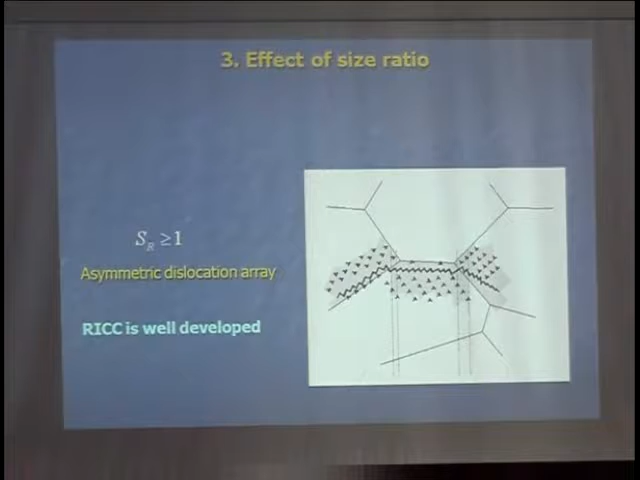 3. Effect of size ratio
S_R ≥ 1
Asymmetric dislocation array
RICC is well developed